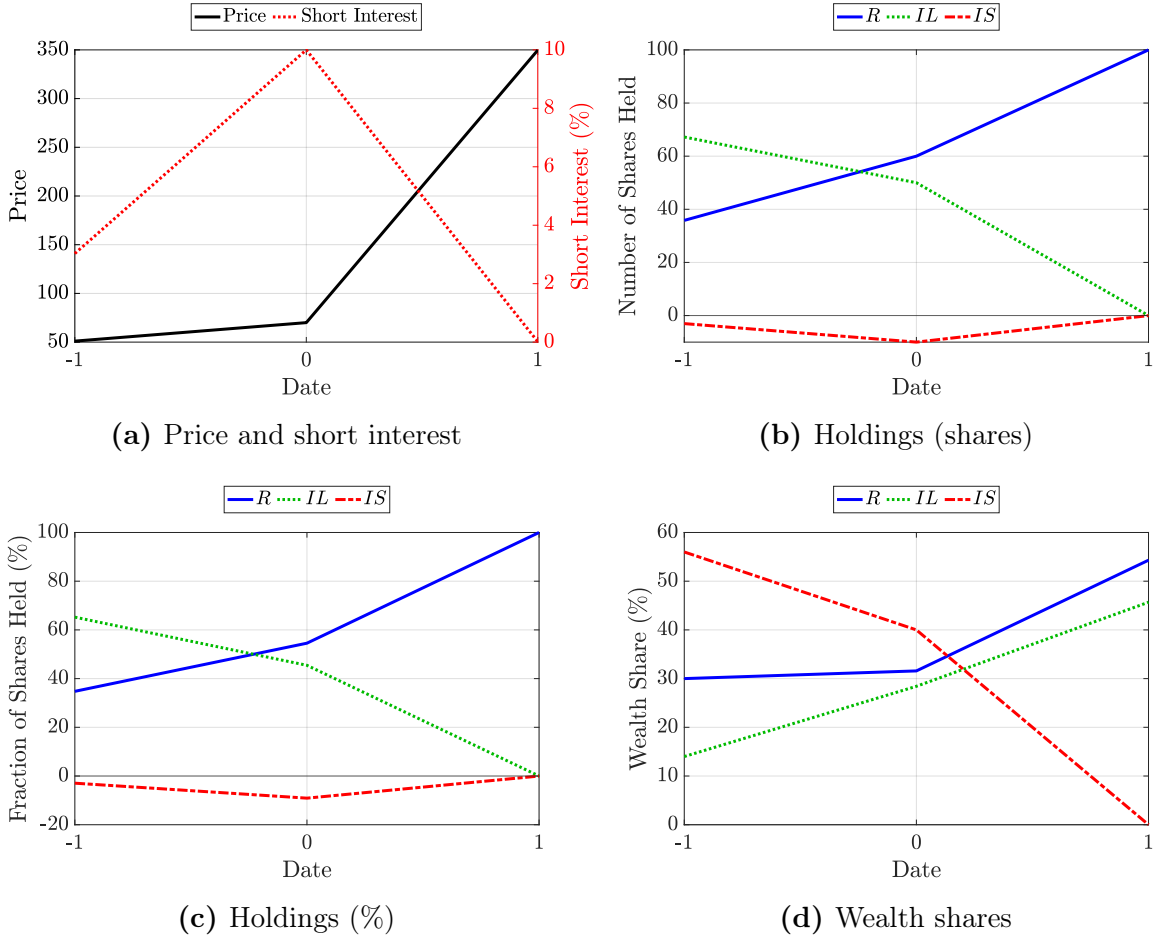 Price Short Interest
350
300
250
200
150
100
50
Price
10
8
6
4
2
0
Short Interest (%)
-1 0 1
Date
(a) Price and short interest
R IL IS
100
80
60
40
20
0
Number of Shares Held
-1 0 1
Date
(b) Holdings (shares)
R IL IS
100
80
60
40
20
0
-20
Fraction of Shares Held (%)
-1 0 1
Date
(c) Holdings (%)
R IL IS
60
50
40
30
20
10
0
Wealth Share (%)
-1 0 1
Date
(d) Wealth shares